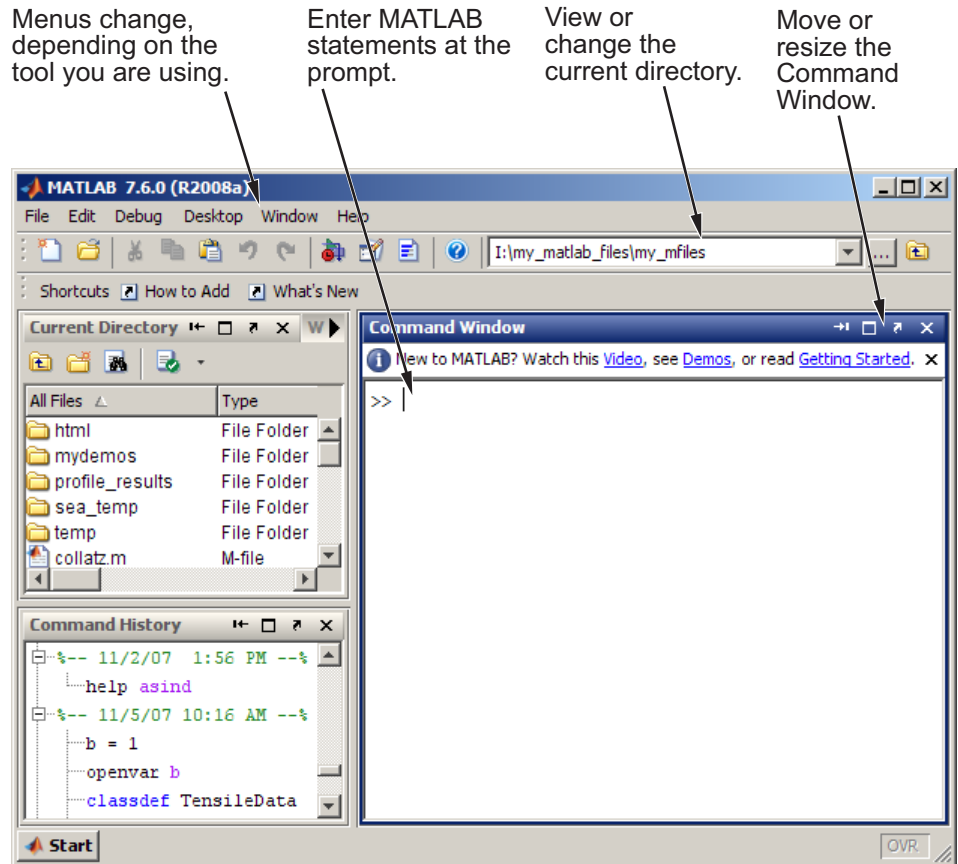 Menus change,
depending on the
tool you are using.
Enter MATLAB
statements at the
prompt.
View or
change the
current directory.
Move or
resize the
Command
Window.
MATLAB 7.6.0 (R2008a)
File Edit Debug Desktop Window Help
I:\my_matlab_files\my_mfiles
...
Shortcuts How to Add What's New
Current Directory W
All Files Type
html File Folder
mydemos File Folder
profile_results File Folder
sea_temp File Folder
temp File Folder
collatz.m M-file
Command History
%-- 11/2/07 1:56 PM --%
help asind
%-- 11/5/07 10:16 AM --%
b = 1
openvar b
classdef TensileData
Command Window
New to MATLAB? Watch this Video, see Demos, or read Getting Started.
>>
Start
OVR